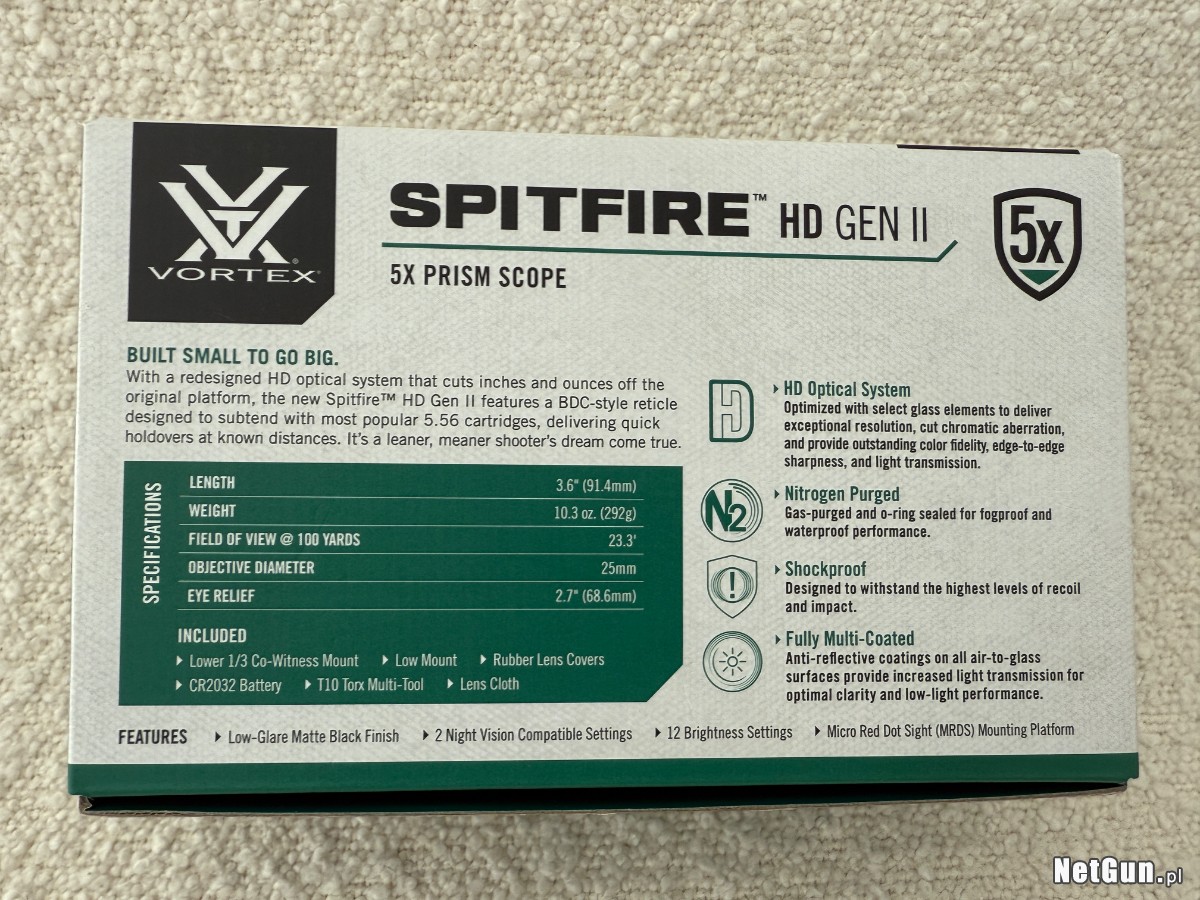 VORTEX®
SPITFIRE™ HD GEN II
5X PRISM SCOPE
5X
BUILT SMALL TO GO BIG.
With a redesigned HD optical system that cuts inches and ounces off the
original platform, the new Spitfire™ HD Gen II features a BDC-style reticle
designed to subtend with most popular 5.56 cartridges, delivering quick
holdovers at known distances. It's a leaner, meaner shooter's dream come true.
SPECIFICATIONS
LENGTH 3.6" (91.4mm)
WEIGHT 10.3 oz. (292g)
FIELD OF VIEW @ 100 YARDS 23.3'
OBJECTIVE DIAMETER 25mm
EYE RELIEF 2.7" (68.6mm)
INCLUDED
Lower 1/3 Co-Witness Mount Low Mount Rubber Lens Covers
CR2032 Battery T10 Torx Multi-Tool Lens Cloth
HD
HD Optical System
Optimized with select glass elements to deliver
exceptional resolution, cut chromatic aberration,
and provide outstanding color fidelity, edge-to-edge
sharpness, and light transmission.
N2
Nitrogen Purged
Gas-purged and o-ring sealed for fogproof and
waterproof performance.
!
Shockproof
Designed to withstand the highest levels of recoil
and impact.
Fully Multi-Coated
Anti-reflective coatings on all air-to-glass
surfaces provide increased light transmission for
optimal clarity and low-light performance.
FEATURES Low-Glare Matte Black Finish 2 Night Vision Compatible Settings 12 Brightness Settings Micro Red Dot Sight (MRDS) Mounting Platform
NetGun.pl